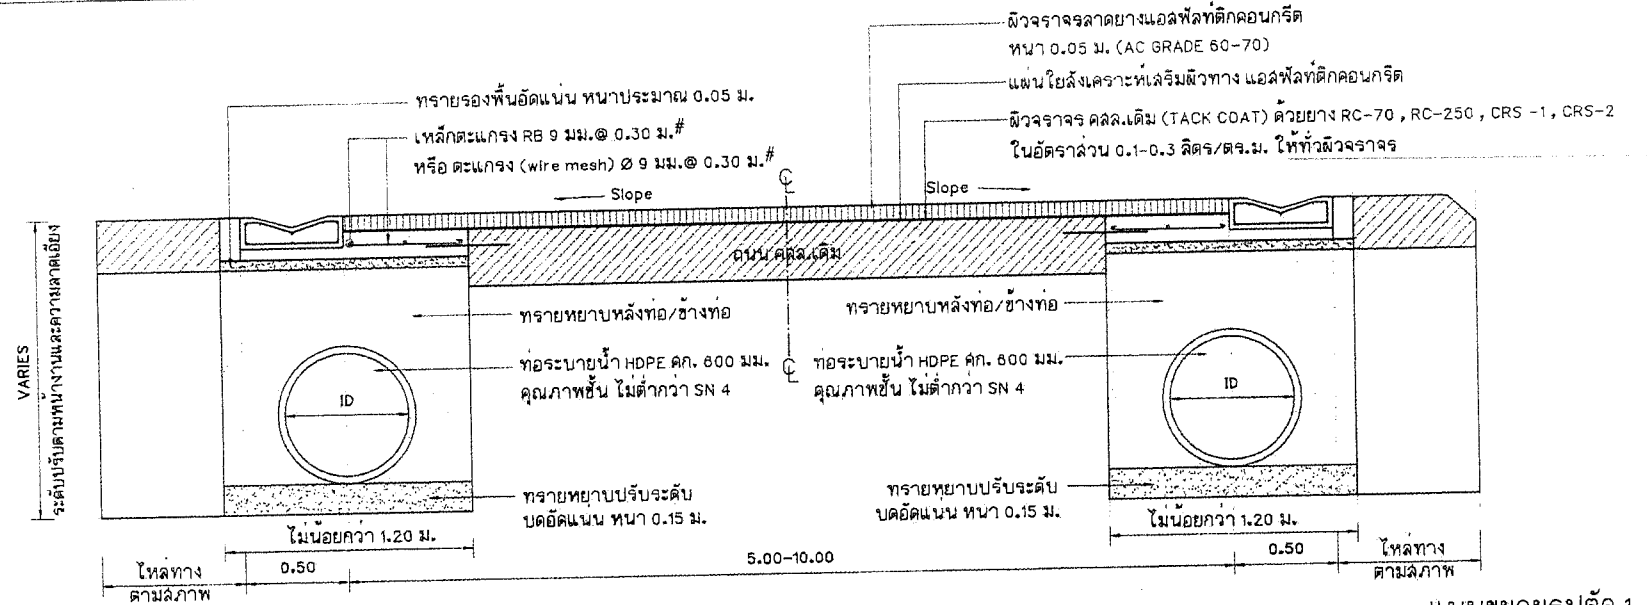 ผิวจราจรลาดยางแอสฟัลท์ติกคอนกรีต
หนา 0.05 ม. (AC GRADE 60-70)
แผ่นใยสังเคราะห์เสริมผิวทาง แอสฟัลท์ติกคอนกรีต
ผิวจราจร คสล.เดิม (TACK COAT) ด้วยยาง RC-70 , RC-250 , CRS -1 , CRS-2
ในอัตราส่วน 0.1-0.3 ลิตร/ตร.ม. ให้ทั่วผิวจราจร
ทรายรองพื้นอัดแน่น หนาประมาณ 0.05 ม.
เหล็กตะแกรง RB 9 มม.@ 0.30 ม.#
หรือ ตะแกรง (wire mesh) Ø 9 มม.@ 0.30 ม.#
Slope
Slope
ถนน คสล.เดิม
VARIES
ระดับปรับตามหน้างานและความลาดเอียง
ทรายหยาบหลังท่อ/ข้างท่อ
ทรายหยาบหลังท่อ/ข้างท่อ
ท่อระบายน้ำ HDPE ศก. 600 มม.
คุณภาพชั้น ไม่ต่ำกว่า SN 4
ท่อระบายน้ำ HDPE ศก. 600 มม.
คุณภาพชั้น ไม่ต่ำกว่า SN 4
ID
ID
ทรายหยาบปรับระดับ
บดอัดแน่น หนา 0.15 ม.
ทรายหยาบปรับระดับ
บดอัดแน่น หนา 0.15 ม.
ไม่น้อยกว่า 1.20 ม.
ไม่น้อยกว่า 1.20 ม.
ไหล่ทาง
ตามสภาพ
0.50
5.00-10.00
0.50
ไหล่ทาง
ตามสภาพ